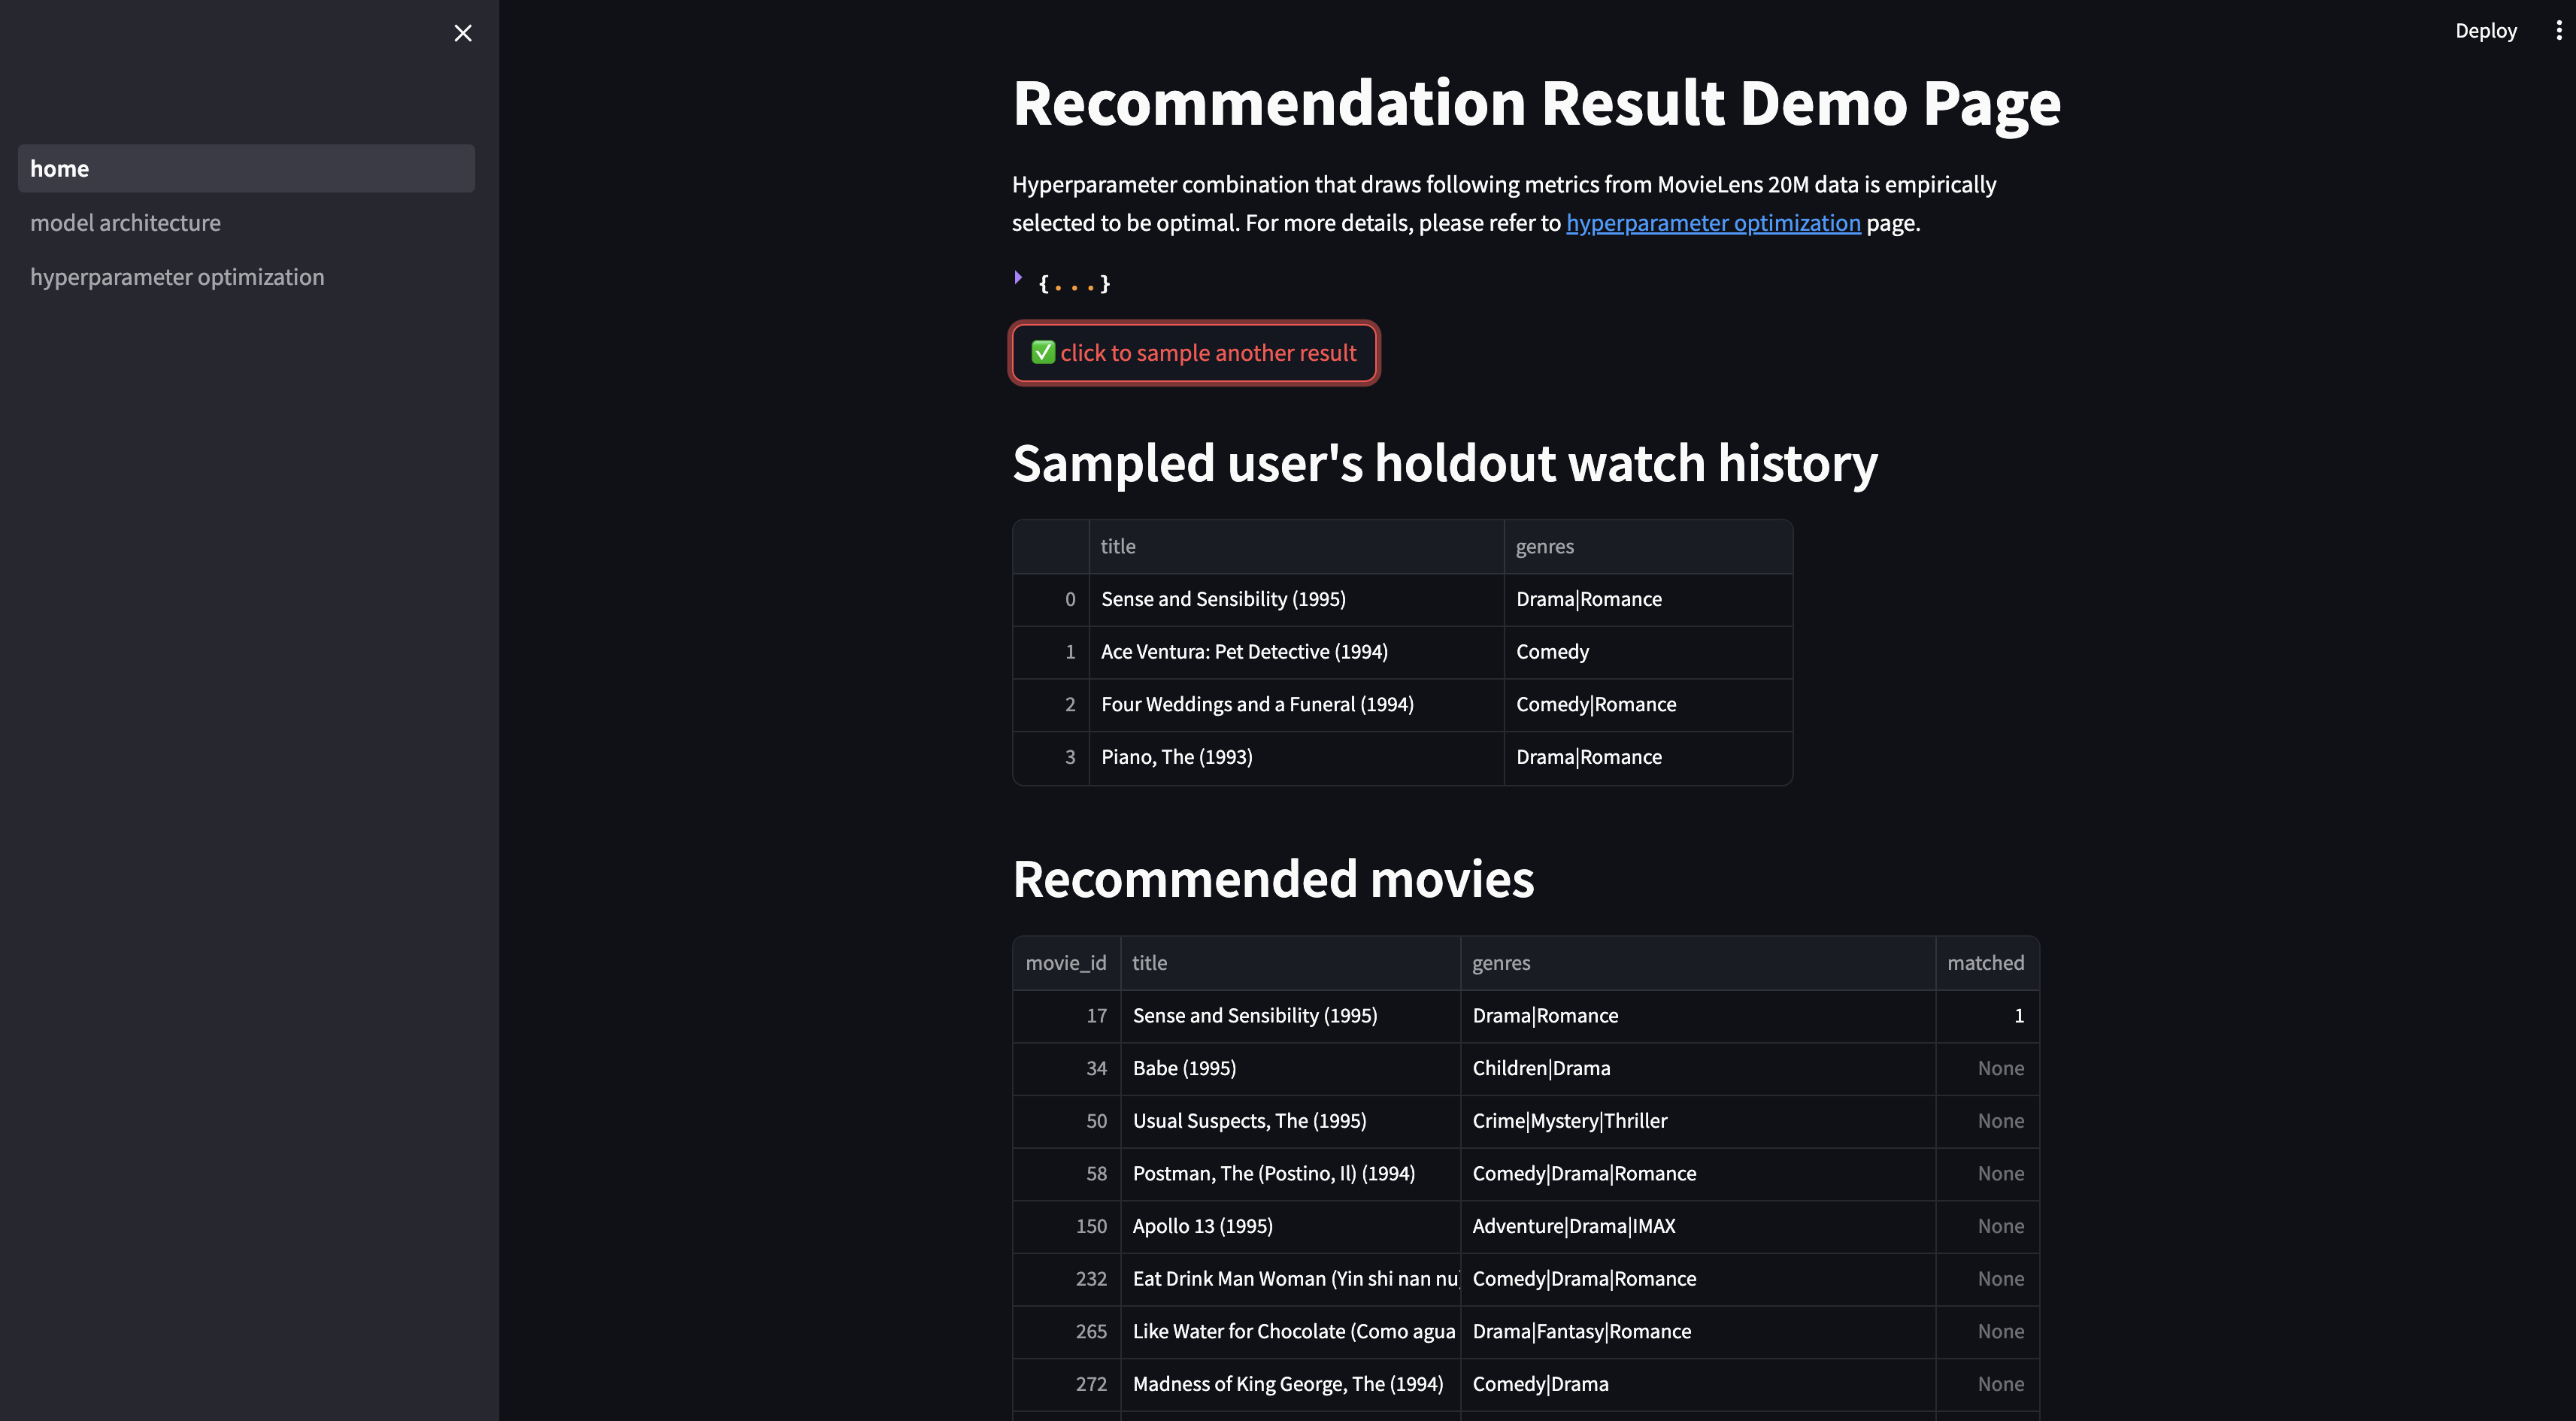 Deploy
home
model architecture
hyperparameter optimization
Recommendation Result Demo Page
Hyperparameter combination that draws following metrics from MovieLens 20M data is empirically
selected to be optimal. For more details, please refer to hyperparameter optimization page.
{...}
✅ click to sample another result
Sampled user's holdout watch history
title genres
0 Sense and Sensibility (1995) Drama|Romance
1 Ace Ventura: Pet Detective (1994) Comedy
2 Four Weddings and a Funeral (1994) Comedy|Romance
3 Piano, The (1993) Drama|Romance
Recommended movies
movie_id title genres matched
17 Sense and Sensibility (1995) Drama|Romance 1
34 Babe (1995) Children|Drama None
50 Usual Suspects, The (1995) Crime|Mystery|Thriller None
58 Postman, The (Postino, Il) (1994) Comedy|Drama|Romance None
150 Apollo 13 (1995) Adventure|Drama|IMAX None
232 Eat Drink Man Woman (Yin shi nan nu) Comedy|Drama|Romance None
265 Like Water for Chocolate (Como agua Drama|Fantasy|Romance None
272 Madness of King George, The (1994) Comedy|Drama None